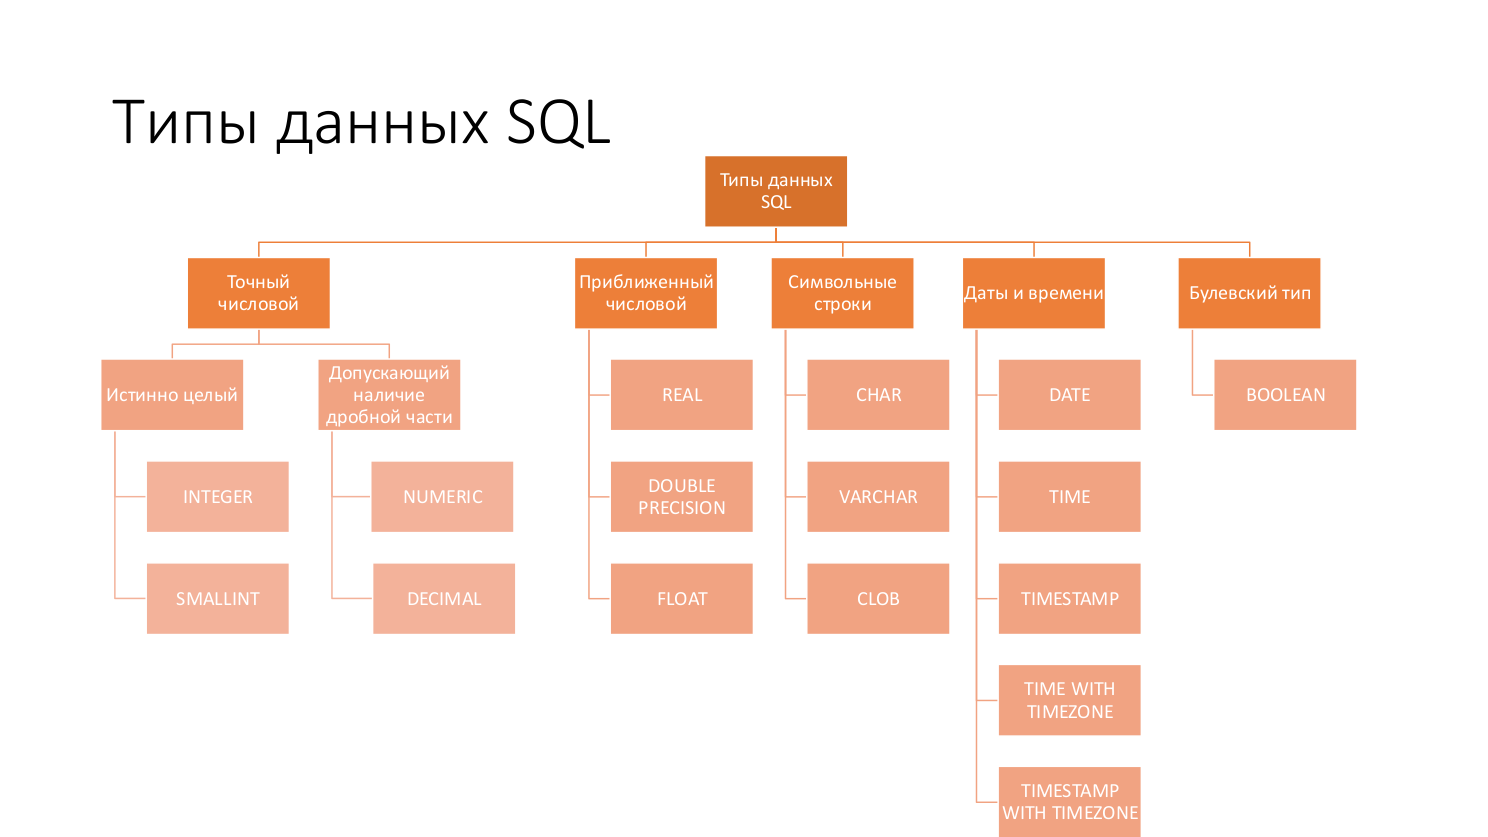 Типы данных SQL
Типы данных
SQL
Точный
числовой
Приближенный
числовой
Символьные
строки
Даты и времени
Булевский тип
Истинно целый
Допускающий
наличие
дробной части
REAL
CHAR
DATE
BOOLEAN
INTEGER
NUMERIC
DOUBLE
PRECISION
VARCHAR
TIME
SMALLINT
DECIMAL
FLOAT
CLOB
TIMESTAMP
TIME WITH
TIMEZONE
TIMESTAMP
WITH TIMEZONE